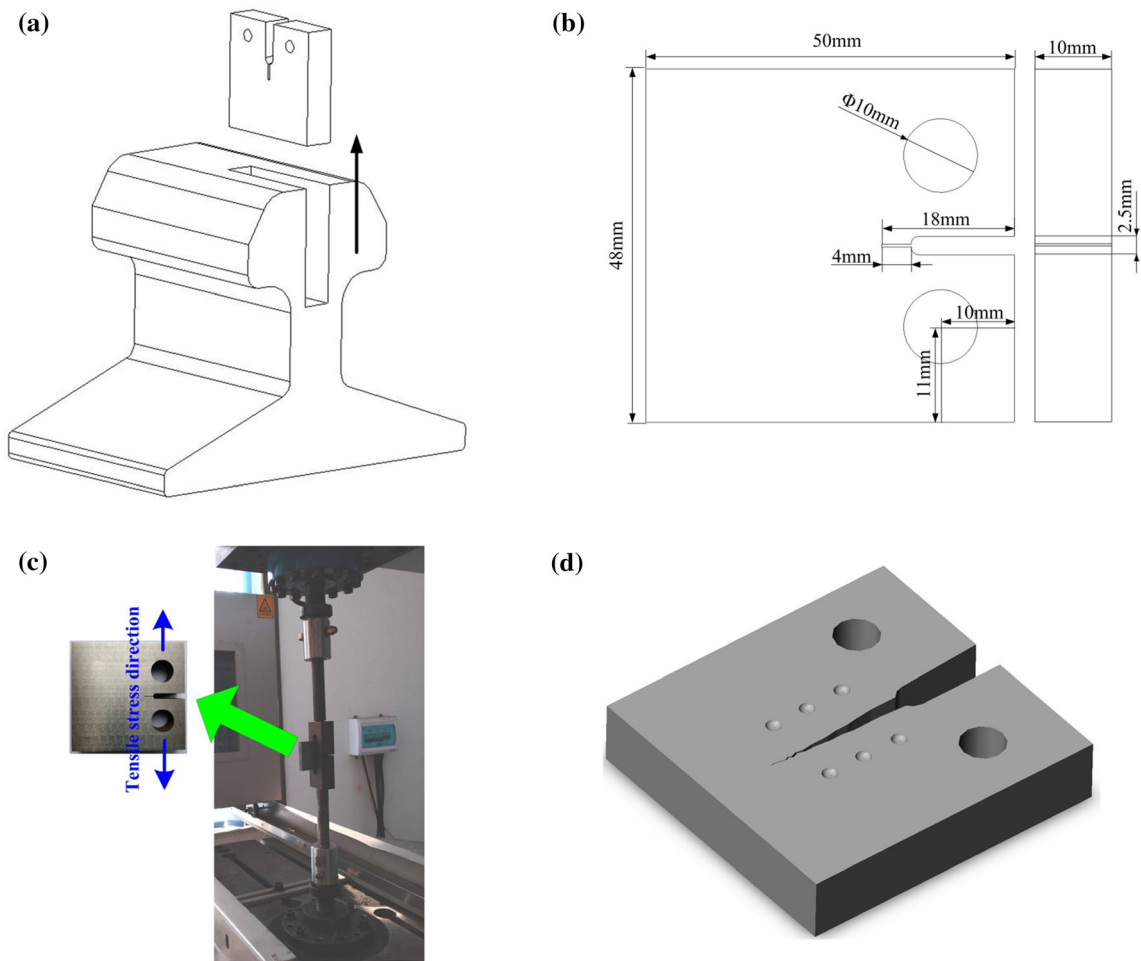 (a)
(b)
50mm
10mm
Φ10mm
48mm
18mm
2.5mm
4mm
10mm
11mm
(c)
Tensile stress direction
(d)